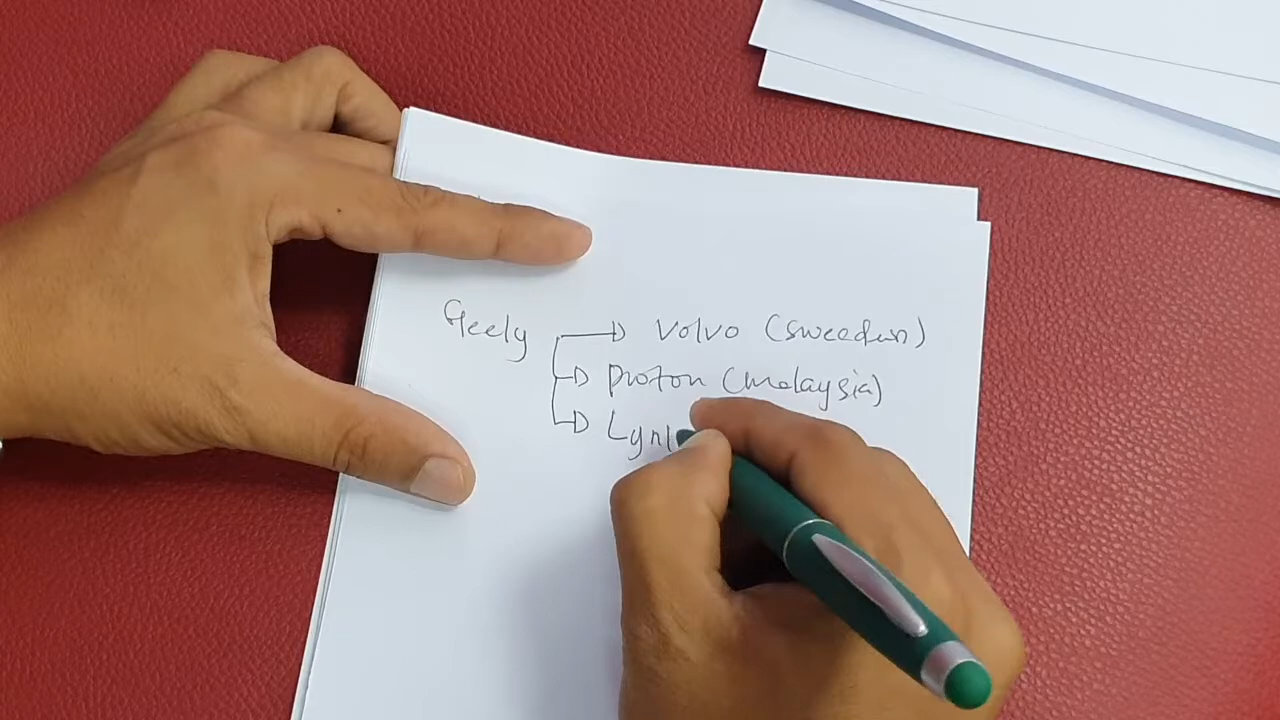 Geely → Volvo (Sweeden)
→ Proton (Malaysia)
→ Lyn